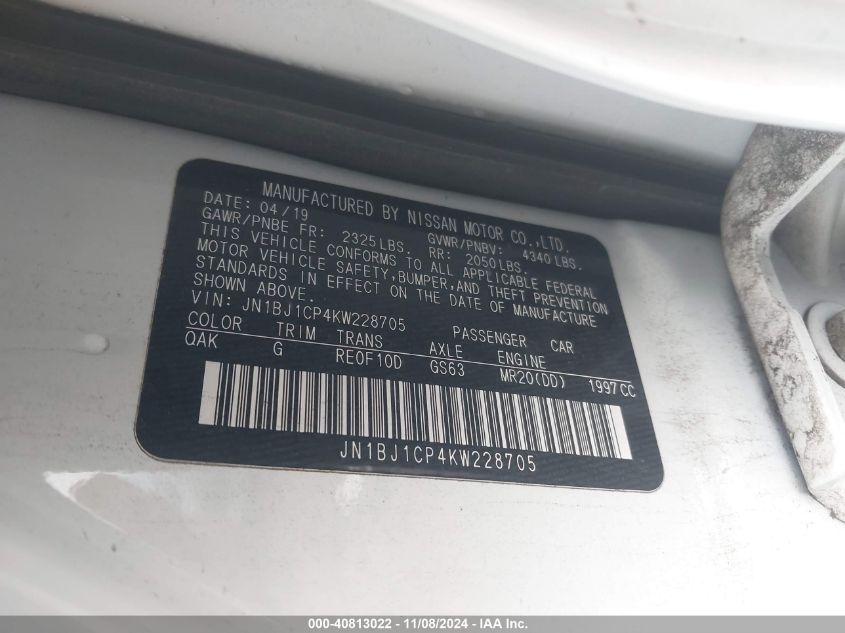 MANUFACTURED BY NISSAN MOTOR CO.,LTD.
DATE: 04/19 GVWR/PNBV: 4340 LBS.
GAWR/PNBE FR: 2325LBS. RR: 2050LBS.
THIS VEHICLE CONFORMS TO ALL APPLICABLE FEDERAL
MOTOR VEHICLE SAFETY,BUMPER,AND THEFT PREVENTION
STANDARDS IN EFFECT ON THE DATE OF MANUFACTURE
SHOWN ABOVE.
VIN: JN1BJ1CP4KW228705 PASSENGER CAR
COLOR TRIM TRANS AXLE ENGINE
QAK G RE0F10D GS63 MR20(DD) 1997CC
JN1BJ1CP4KW228705
000-40813022 - 11/08/2024 - IAA Inc.